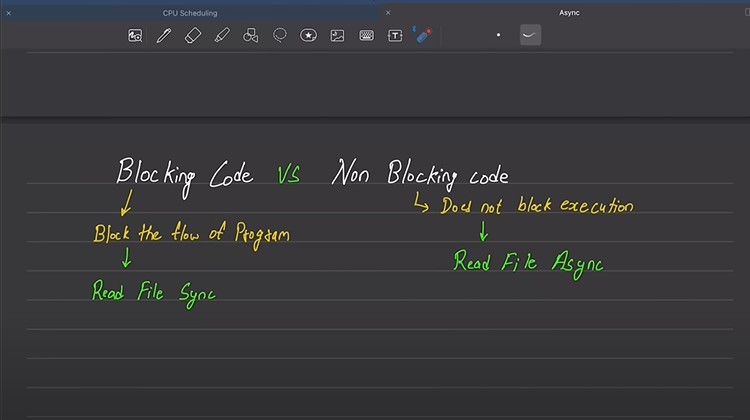 CPU Scheduling
Async
Blocking Code VS Non Blocking code
Block the flow of Program
Read File Sync
Does not block execution
Read File Async